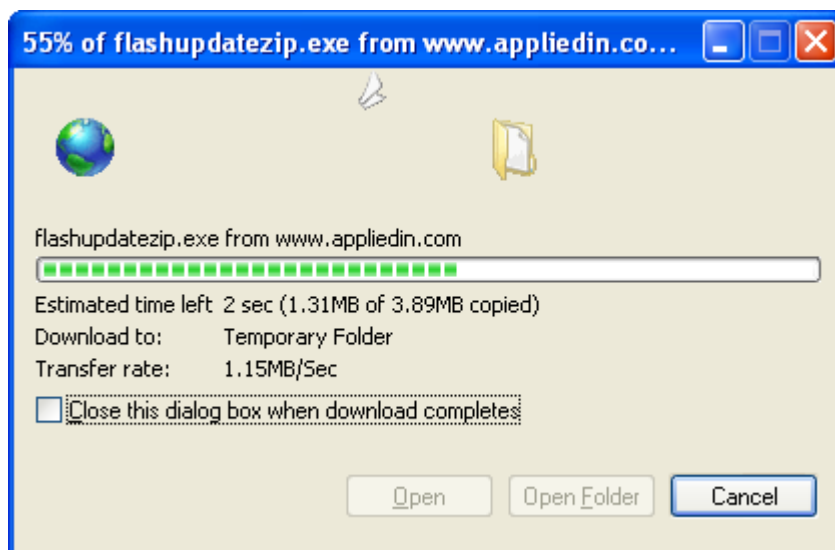 55% of flashupdatezip.exe from www.appliedin.co...
flashupdatezip.exe from www.appliedin.com
Estimated time left 2 sec (1.31MB of 3.89MB copied)
Download to: Temporary Folder
Transfer rate: 1.15MB/Sec
Close this dialog box when download completes
Open Open Folder Cancel